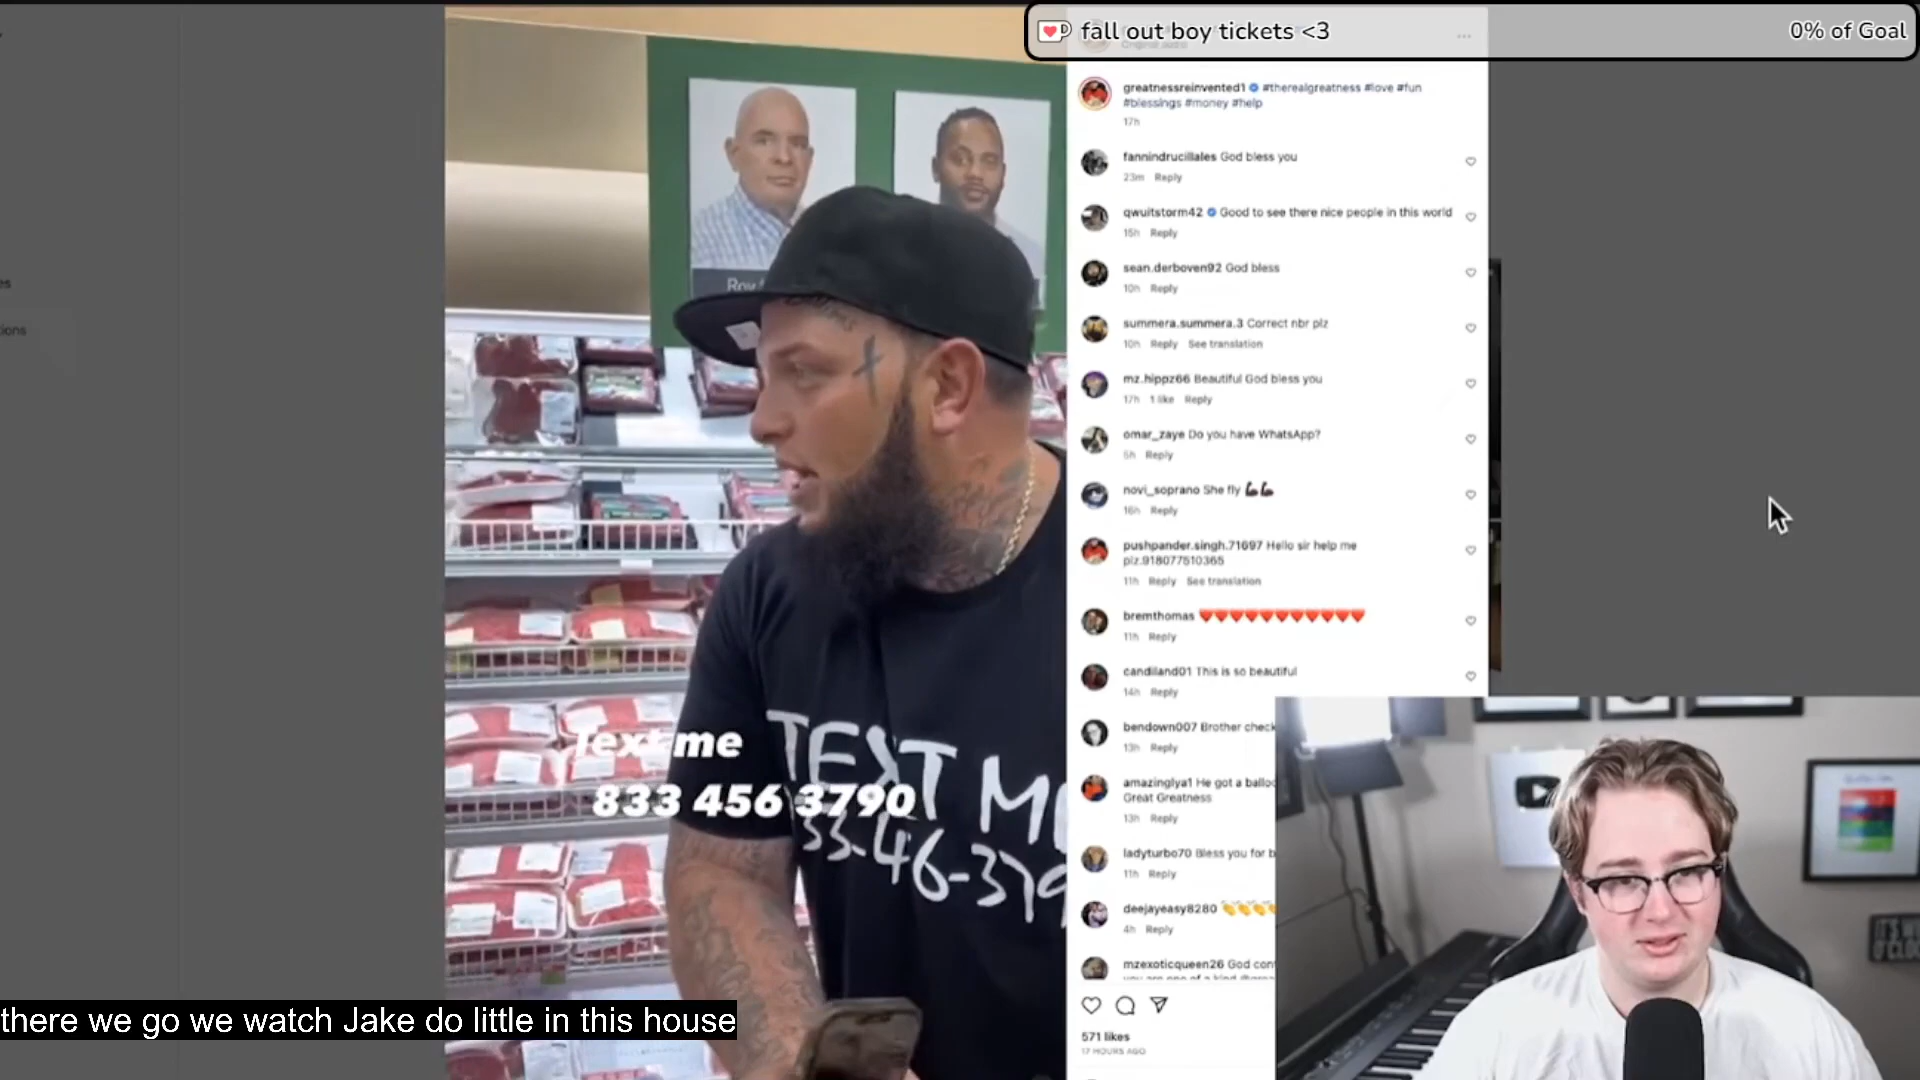 fall out boy tickets <3
0% of Goal
greatnessreinvented1 #therealgreatness #love #fun
#blessings #money #help
17h
fannindrucillales God bless you
23m Reply
qwuitstorm42 Good to see there nice people in this world
15h Reply
sean.derboven92 God bless
10h Reply
summera.summera.3 Correct nbr plz
10h Reply See translation
mz.hippz66 Beautiful God bless you
17h 1 like Reply
omar_zaye Do you have WhatsApp?
5h Reply
novi_soprano She fly 💪💪
16h Reply
pushpander.singh.71697 Hello sir help me
plz.918077510365
11h Reply See translation
bremthomas ❤️❤️❤️❤️❤️❤️❤️❤️❤️❤️❤️
11h Reply
candiland01 This is so beautiful
14h Reply
bendown007 Brother check
13h Reply
amazinglya1 He got a balloo
Great Greatness
13h Reply
ladyturbo70 Bless you for b
11h Reply
deejayeasy8280 👏👏👏
4h Reply
mzexoticqueen26 God con
571 likes
17 HOURS AGO
Text me
833 456 3790
TEXT M
33-46-379
there we go we watch Jake do little in this house